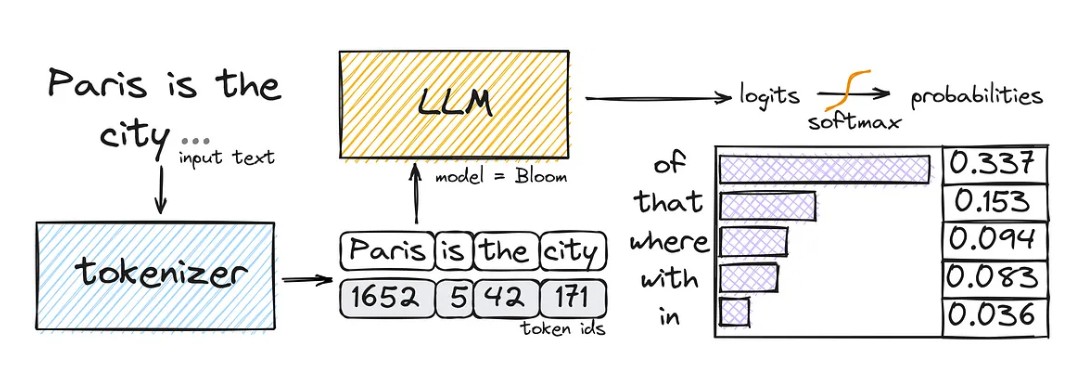 Paris is the
city ...
input text
tokenizer
Paris is the city
1652 5 42 171
token ids
LLM
model = Bloom
logits
softmax
probabilities
of 0.337
that 0.153
where 0.094
with 0.083
in 0.036